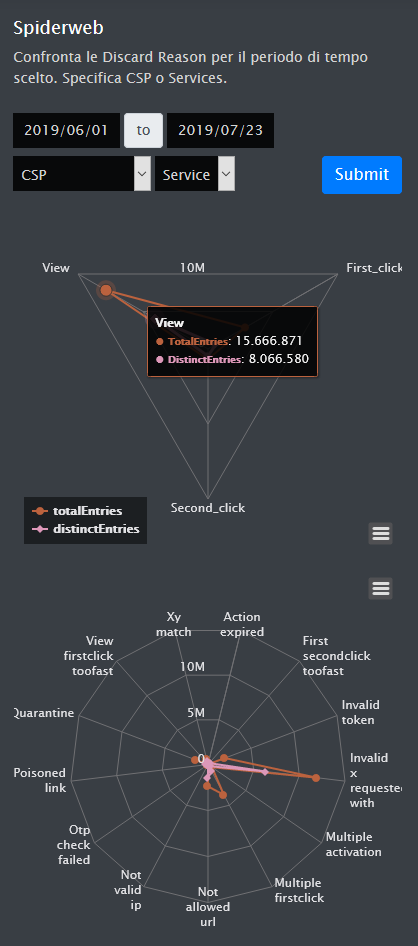 Spiderweb
Confronta le Discard Reason per il periodo di tempo
scelto. Specifica CSP o Services.
2019/06/01 to 2019/07/23
CSP Service Submit
View 10M First_click
View
TotalEntries: 15.666.871
DistinctEntries: 8.066.580
Second_click
totalEntries
distinctEntries
Xy
match
Action
expired
View
firstclick
toofast
First
secondclick
toofast
10M
Quarantine
5M
Invalid
token
0
Poisoned
link
Invalid
x
requested
with
Otp
check
failed
Multiple
activation
Not
valid
ip
Not
allowed
url
Multiple
firstclick